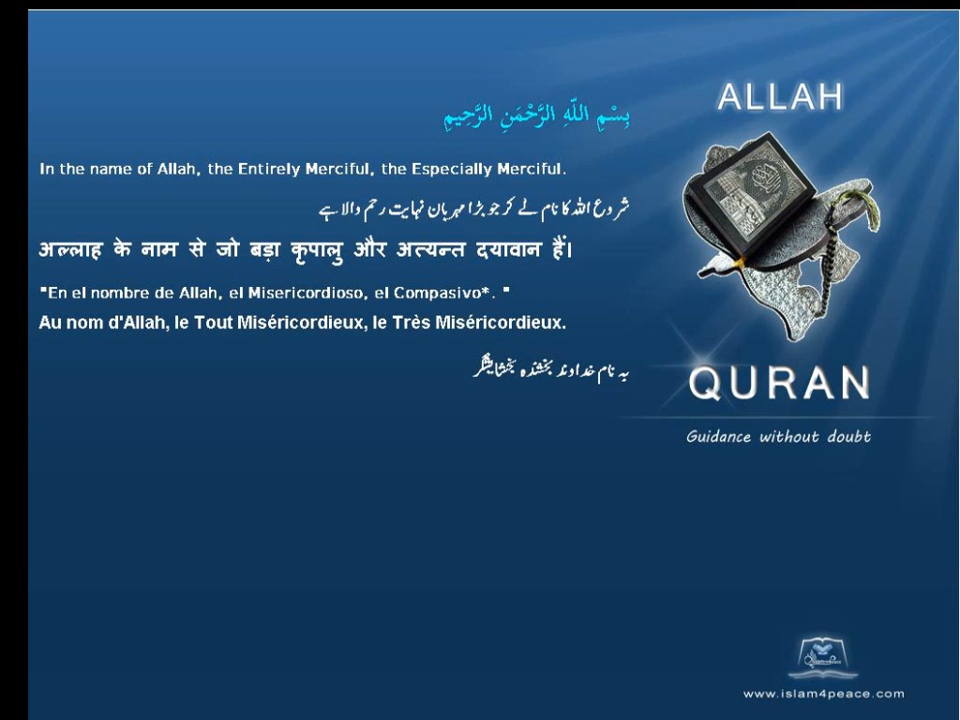 بِسْمِ اللّهِ الرَّحْمَنِ الرَّحِيمِ
In the name of Allah, the Entirely Merciful, the Especially Merciful.
شروع الله کا نام لے کر جو بڑا مہربان نہایت رحم والا ہے
अल्लाह के नाम से जो बड़ा कृपालु और अत्यन्त दयावान हैं।
"En el nombre de Allah, el Misericordioso, el Compasivo*. "
Au nom d'Allah, le Tout Miséricordieux, le Très Miséricordieux.
به نام خداوند بخشنده بخشایشگر
ALLAH
QURAN
Guidance without doubt
www.islam4peace.com